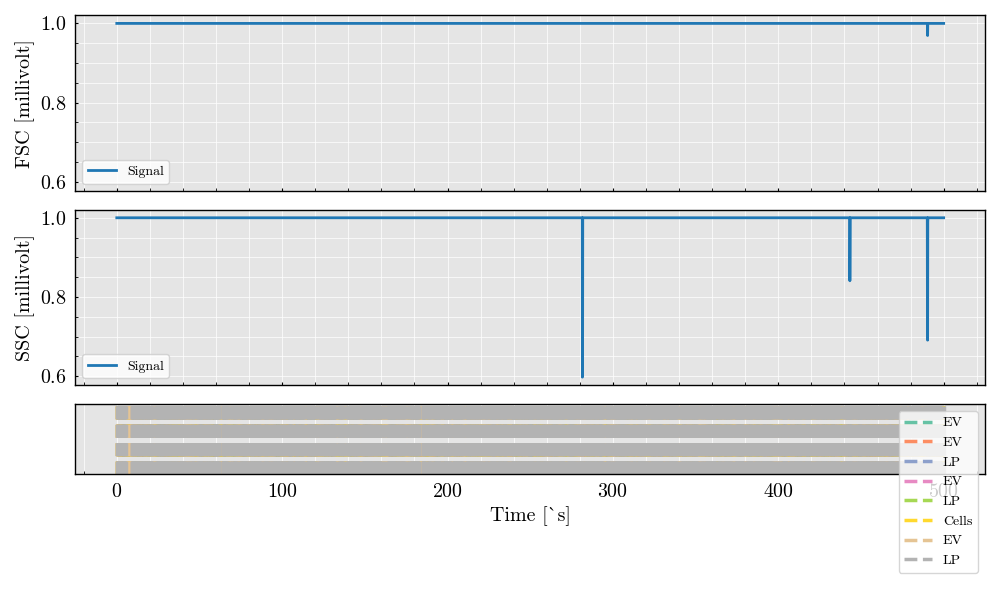 FSC [millivolt]
1.0
0.8
0.6
Signal
SSC [millivolt]
1.0
0.8
0.6
Signal
0
100
200
300
400
500
Time [`s]
EV
EV
LP
EV
LP
Cells
EV
LP